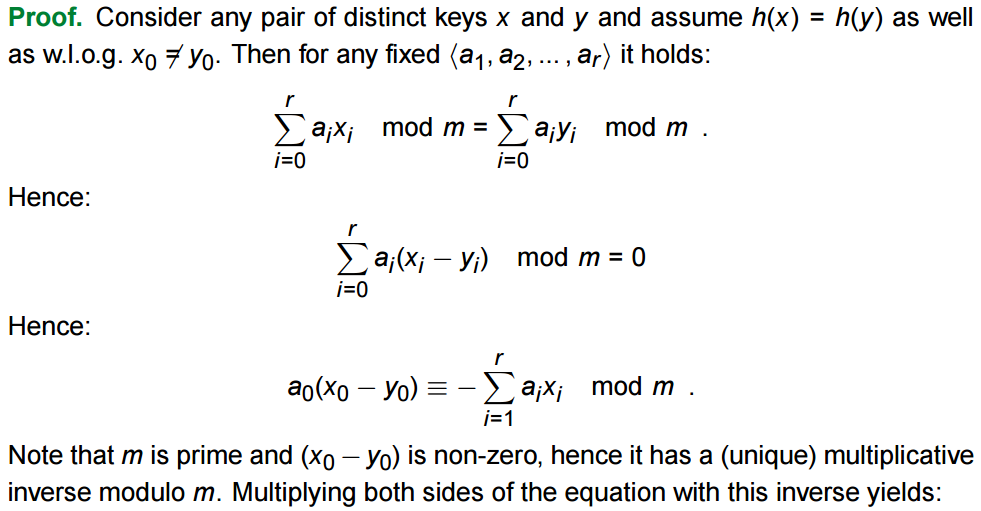 Proof. Consider any pair of distinct keys x and y and assume h(x) = h(y) as well
as w.l.o.g. x₀ ≠ y₀. Then for any fixed ⟨a₁, a₂, ... , aᵣ⟩ it holds:
∑_{i=0}^{r} aᵢxᵢ mod m = ∑_{i=0}^{r} aᵢyᵢ mod m .
Hence:
∑_{i=0}^{r} aᵢ(xᵢ − yᵢ) mod m = 0
Hence:
a₀(x₀ − y₀) ≡ − ∑_{i=1}^{r} aᵢxᵢ mod m .
Note that m is prime and (x₀ − y₀) is non-zero, hence it has a (unique) multiplicative
inverse modulo m. Multiplying both sides of the equation with this inverse yields: